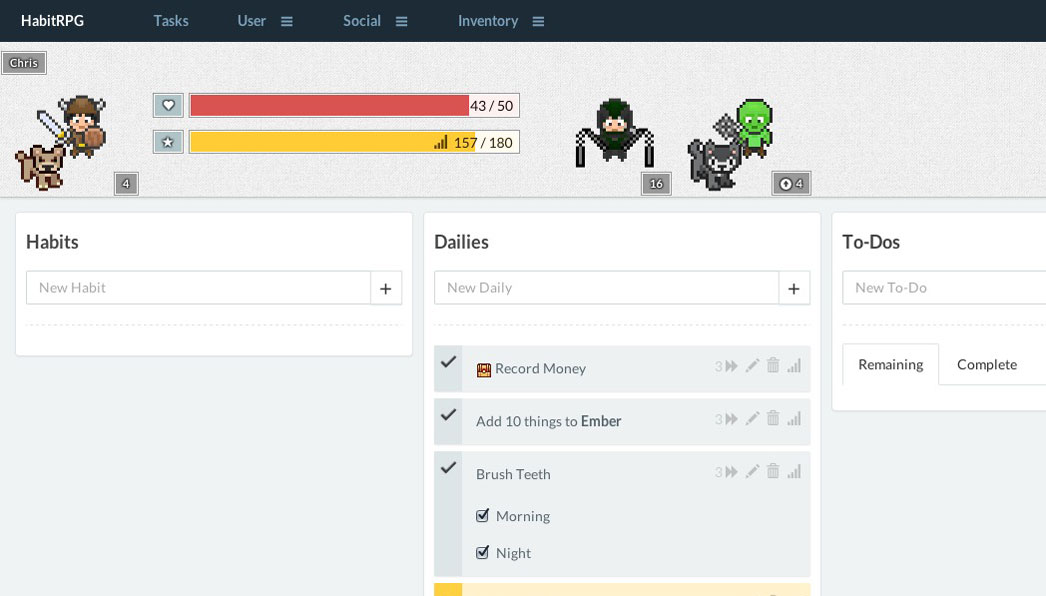 HabitRPG Tasks User Social Inventory
Chris
43 / 50
157 / 180
4 16 4
Habits
New Habit
Dailies
New Daily
Record Money 3
Add 10 things to Ember 3
Brush Teeth 3
Morning
Night
To-Dos
New To-Do
Remaining Complete